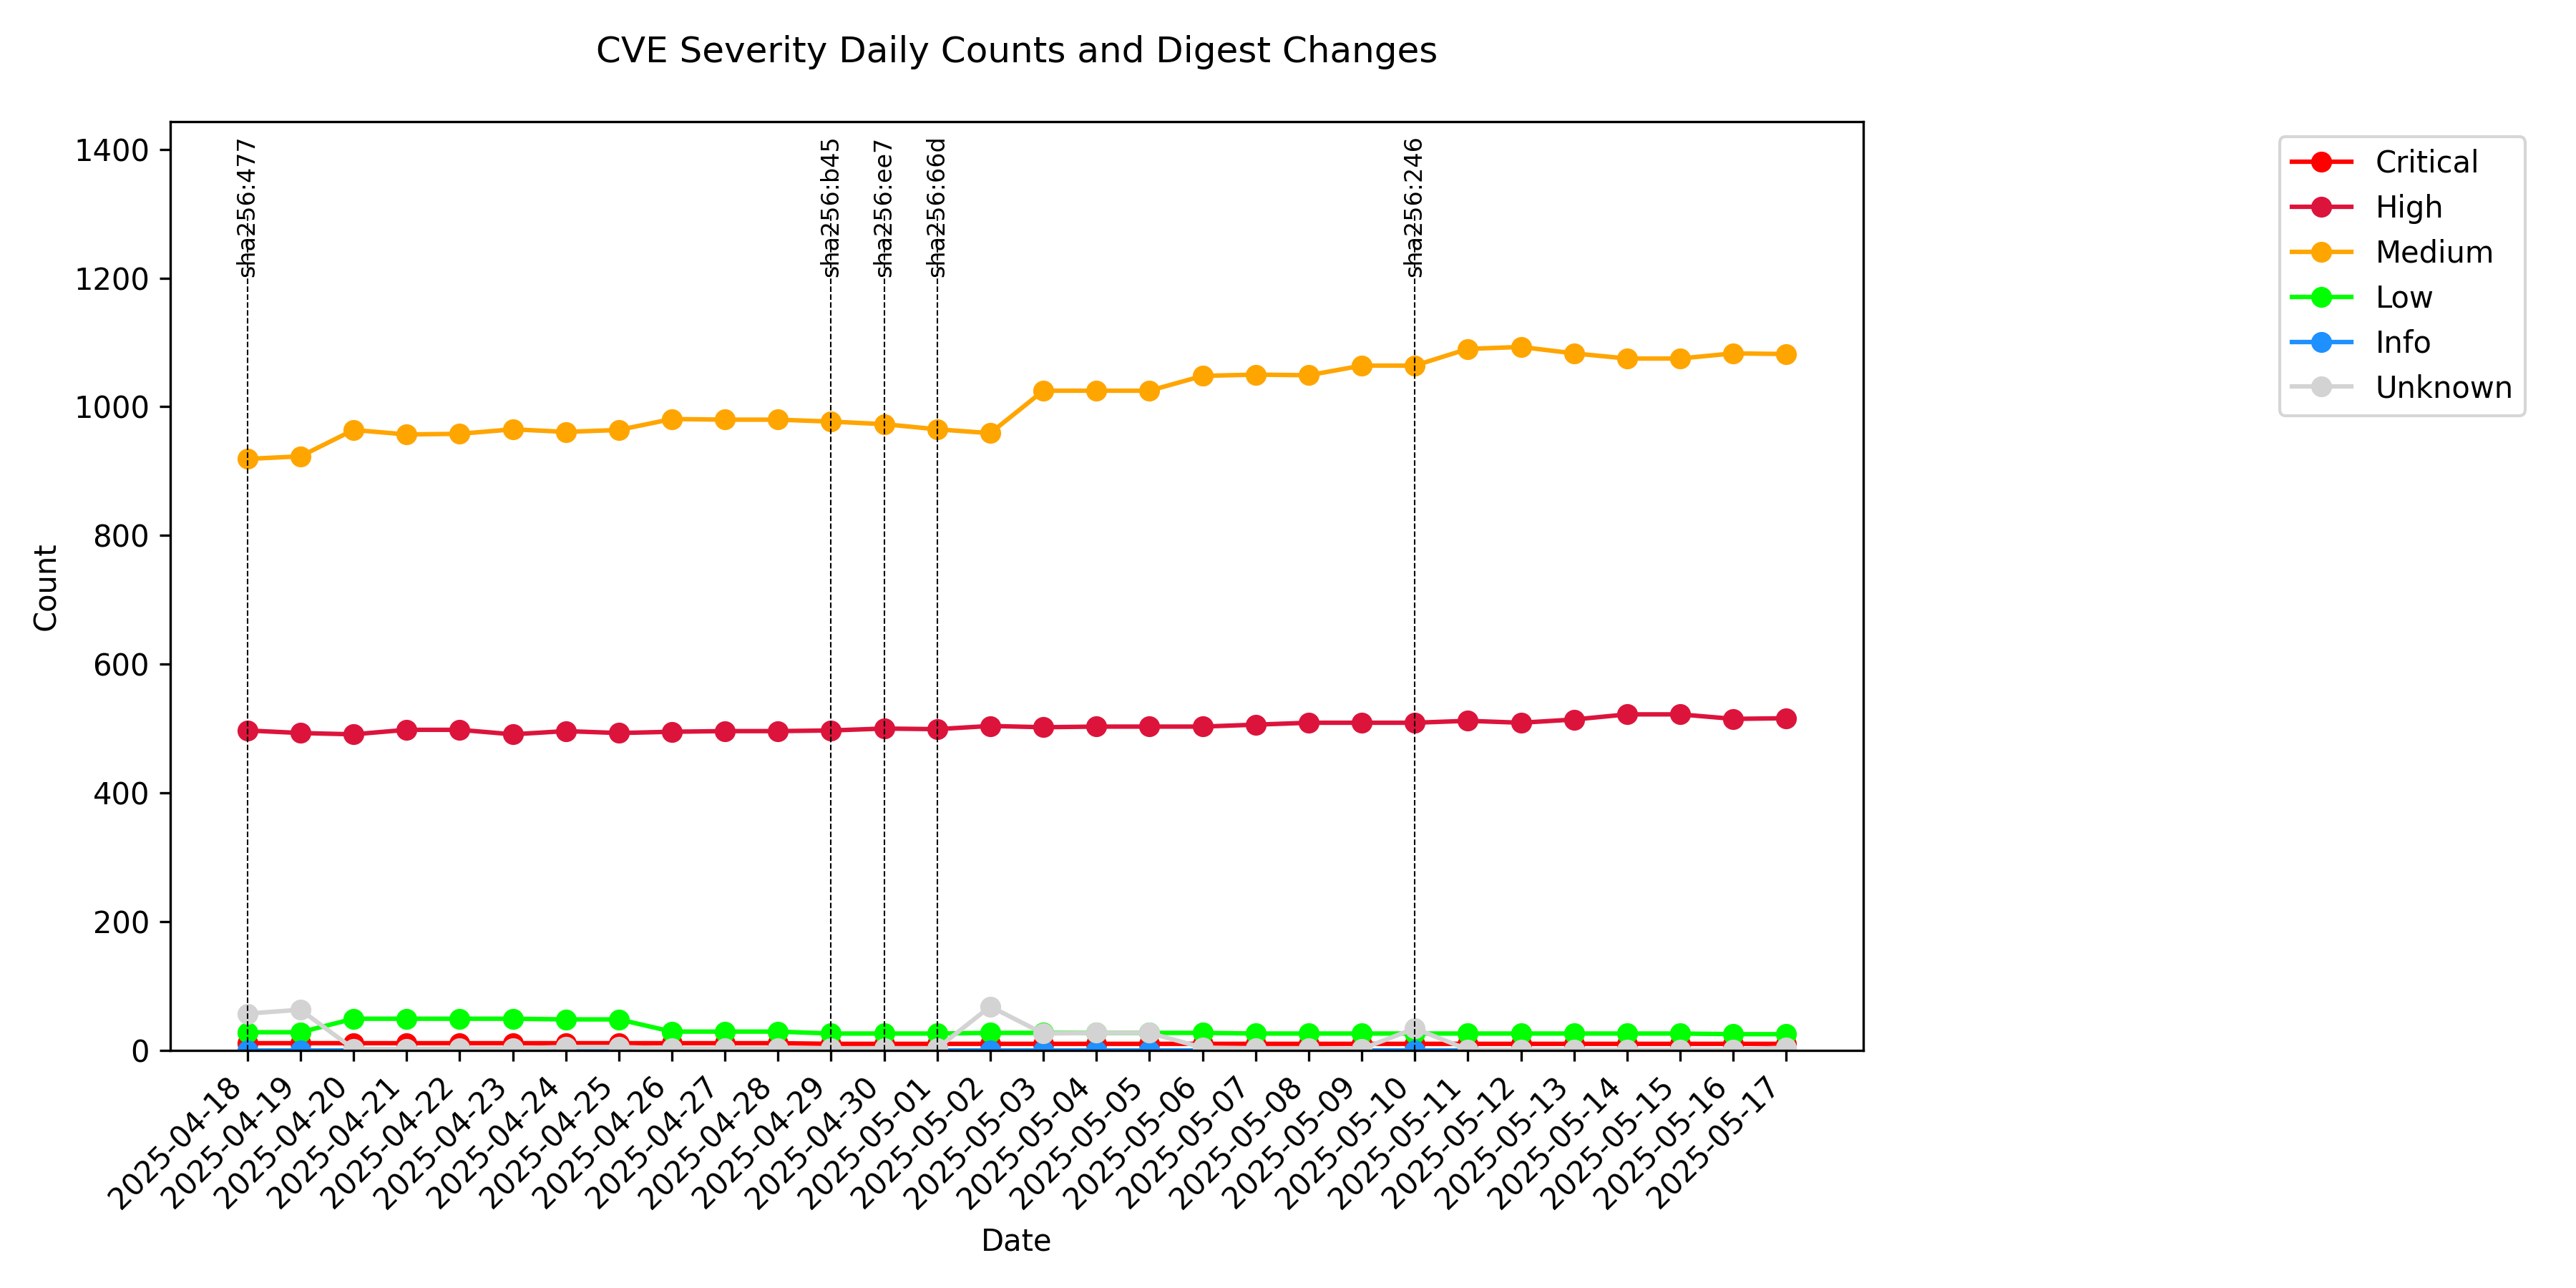 CVE Severity Daily Counts and Digest Changes
1400
1200
1000
800
600
400
200
0
Count
sha256:477
sha256:b45
sha256:ee7
sha256:66d
sha256:246
Critical
High
Medium
Low
Info
Unknown
2025-04-18
2025-04-19
2025-04-20
2025-04-21
2025-04-22
2025-04-23
2025-04-24
2025-04-25
2025-04-26
2025-04-27
2025-04-28
2025-04-29
2025-04-30
2025-05-01
2025-05-02
2025-05-03
2025-05-04
2025-05-05
2025-05-06
2025-05-07
2025-05-08
2025-05-09
2025-05-10
2025-05-11
2025-05-12
2025-05-13
2025-05-14
2025-05-15
2025-05-16
2025-05-17
Date